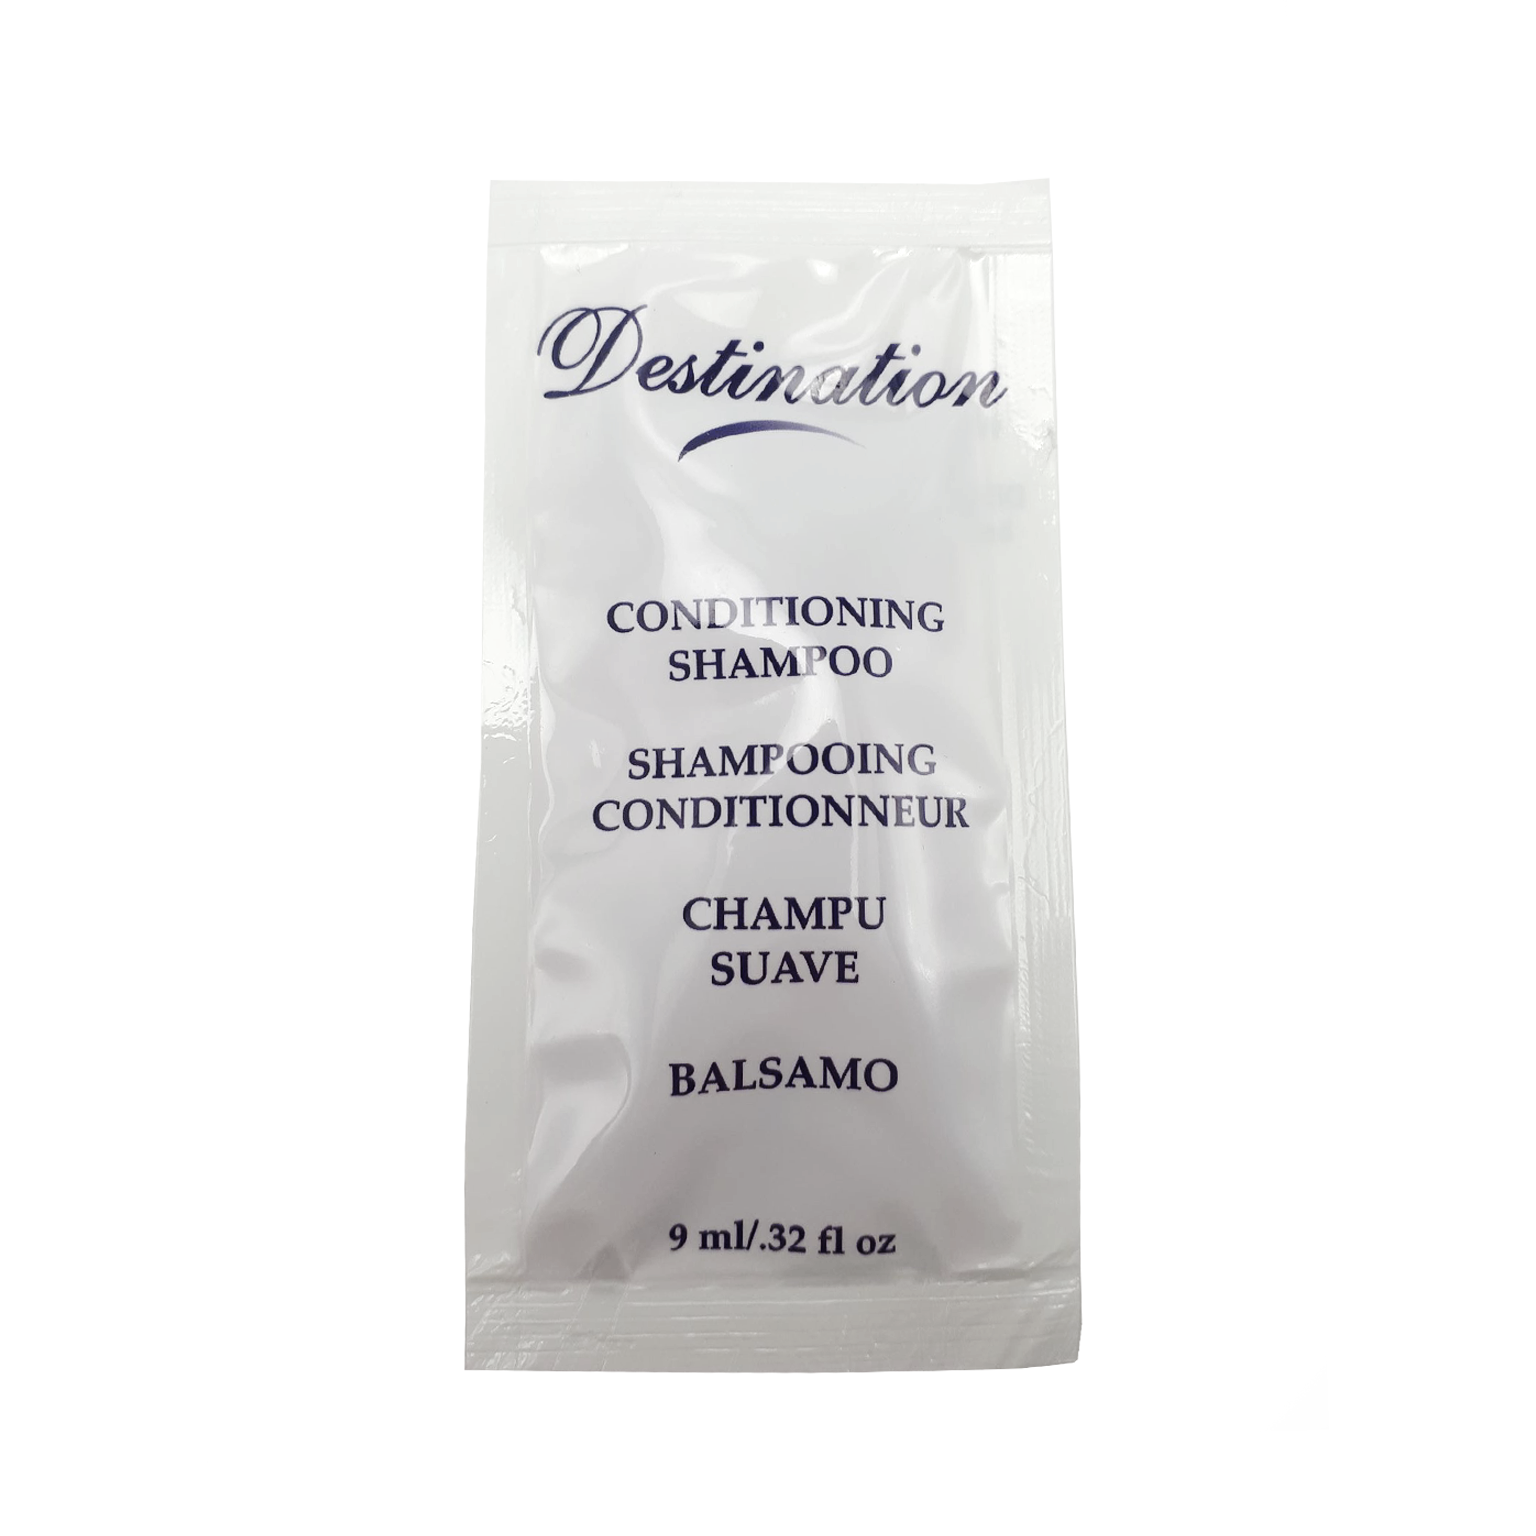 Destination
CONDITIONING
SHAMPOO
SHAMPOOING
CONDITIONNEUR
CHAMPU
SUAVE
BALSAMO
9 ml/.32 fl oz